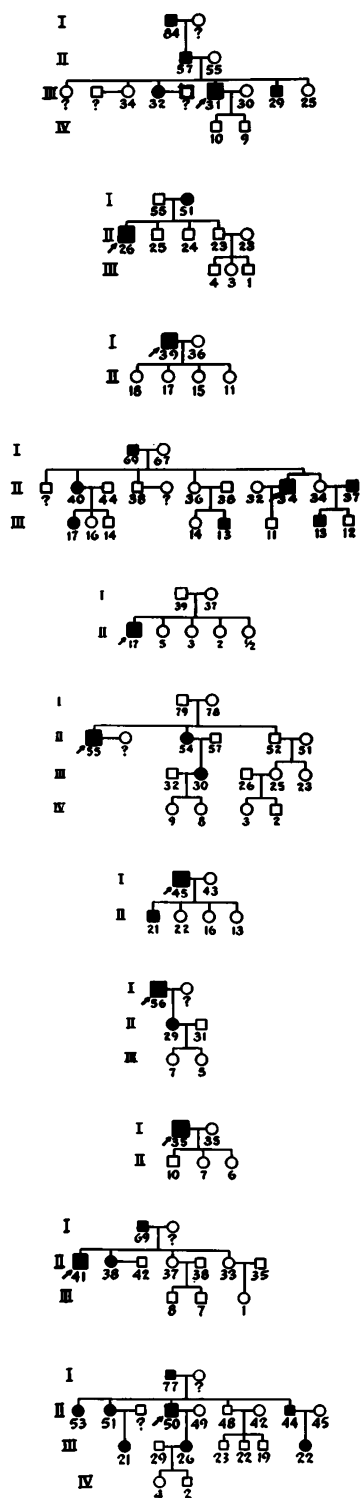 I
84 ?
II
57 55
III
? ? 34 32 ? 31 30 29 25
IV
10 9
I
55 51
II
26 25 24 23 28
III
4 3 1
I
39 36
II
18 17 15 11
I
69 67
II
? 40 44 38 ? 36 38 32 34 34 37
III
17 16 14 14 13 11 13 12
I
39 37
II
17 5 3 2 1/2
I
79 78
II
55 ? 54 57 52 51
III
32 30 26 25 23
IV
9 8 3 2
I
45 43
II
21 22 16 13
I
56 ?
II
29 31
III
7 5
I
35 35
II
10 7 6
I
69 ?
II
41 38 42 37 38 33 35
III
8 7 1
I
77 ?
II
53 51 ? 50 49 48 42 44 45
III
21 29 26 23 22 19 22
IV
4 2